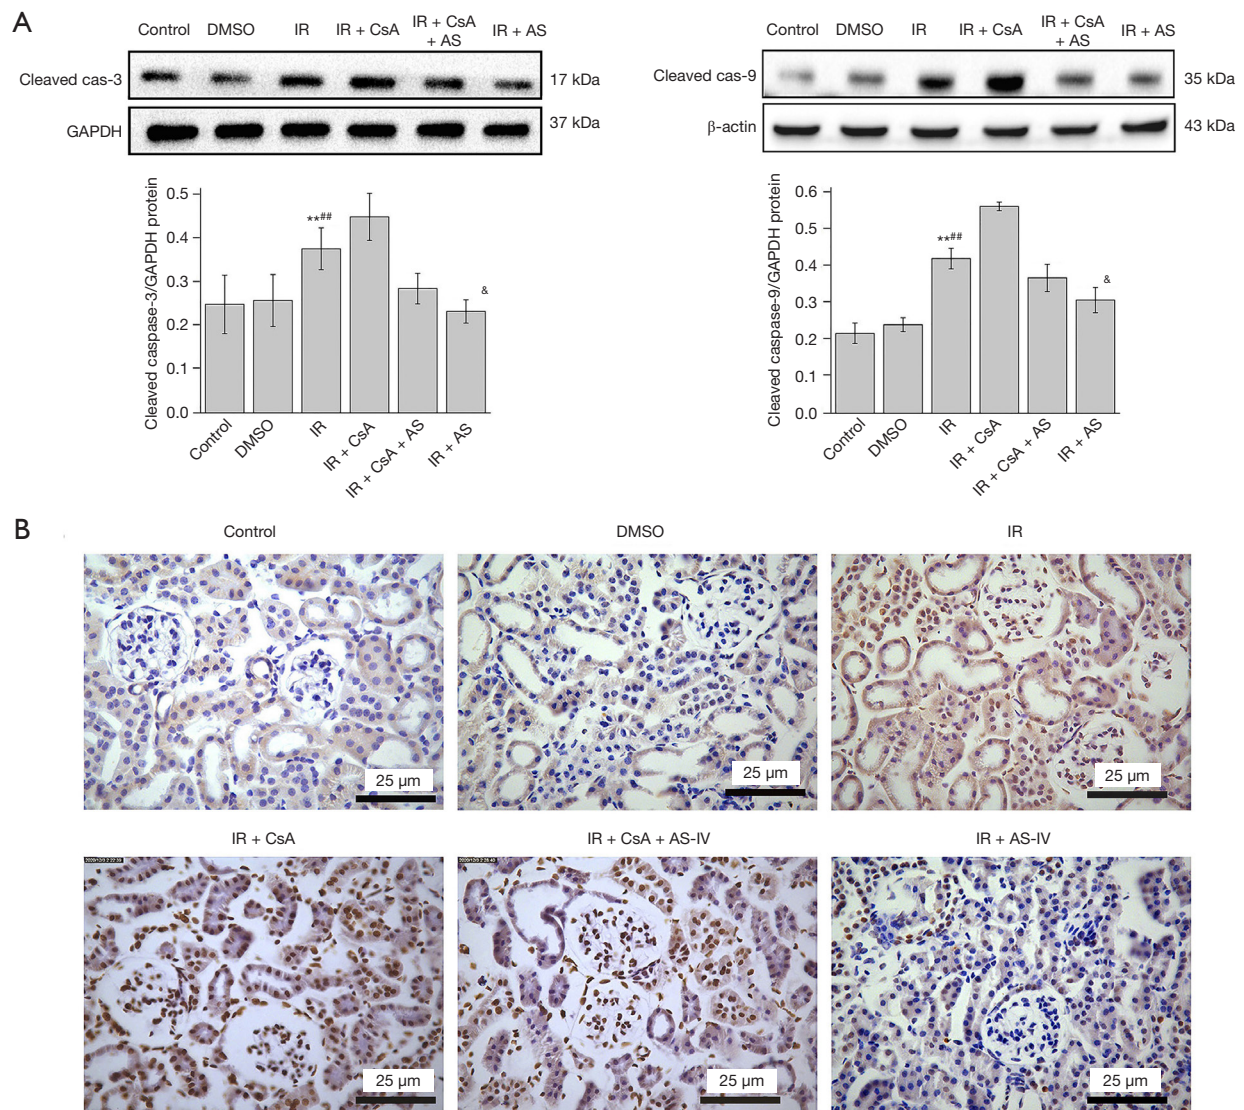 A
Control DMSO IR IR + CsA IR + CsA + AS IR + AS
Cleaved cas-3 17 kDa
GAPDH 37 kDa
Cleaved caspase-3/GAPDH protein
0.5
0.4
0.3
0.2
0.1
0.0
**##
&
Control DMSO IR IR + CsA IR + CsA + AS IR + AS
Control DMSO IR IR + CsA IR + CsA + AS IR + AS
Cleaved cas-9 35 kDa
β-actin 43 kDa
Cleaved caspase-9/GAPDH protein
0.6
0.5
0.4
0.3
0.2
0.1
0.0
**##
&
Control DMSO IR IR + CsA IR + CsA + AS IR + AS
B
Control DMSO IR
25 μm 25 μm 25 μm
IR + CsA IR + CsA + AS-IV IR + AS-IV
25 μm 25 μm 25 μm